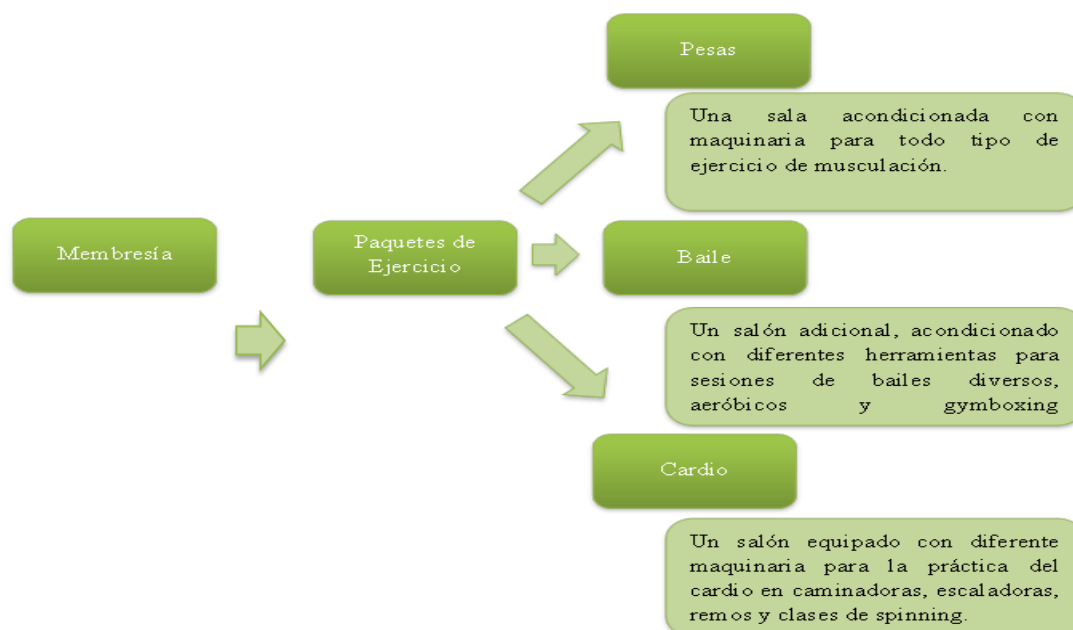 Pesas
Una sala acondicionada con
maquinaria para todo tipo de
ejercicio de musculación.
Membresía
Paquetes de
Ejercicio
Baile
Un salón adicional, acondicionado
con diferentes herramientas para
sesiones de bailes diversos,
aeróbicos y gymboxing
Cardio
Un salón equipado con diferente
maquinaria para la práctica del
cardio en caminadoras, escaladoras,
remos y clases de spinning.